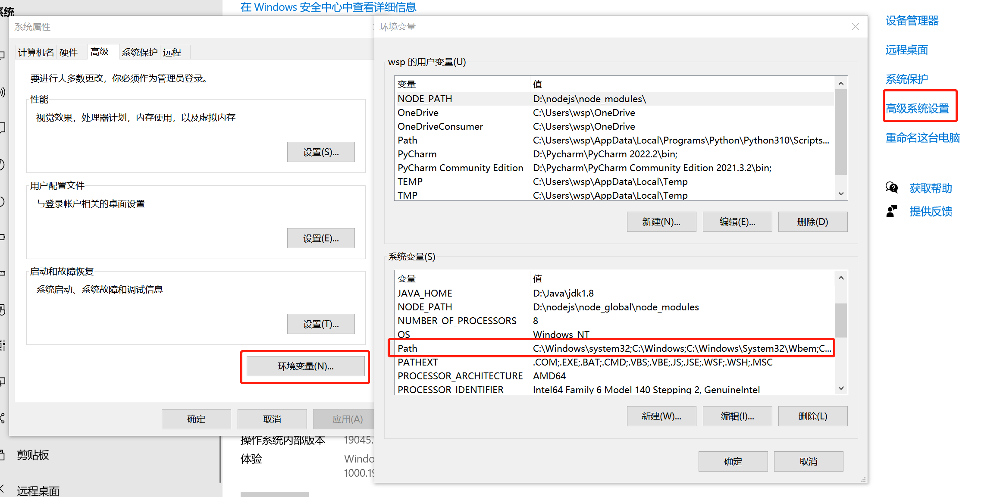 系统
在 Windows 安全中心中查看详细信息
系统属性
计算机名
硬件
高级
系统保护
远程
要进行大多数更改，你必须作为管理员登录。
性能
视觉效果，处理器计划，内存使用，以及虚拟内存
设置(S)...
用户配置文件
与登录帐户相关的桌面设置
设置(E)...
启动和故障恢复
系统启动、系统故障和调试信息
设置(T)...
环境变量(N)...
确定
取消
应用(A)
操作系统内部版本 19045.
体验 Windo
1000.19
剪贴板
远程桌面
环境变量
wsp 的用户变量(U)
变量 值
NODE_PATH D:\nodejs\node_modules\
OneDrive C:\Users\wsp\OneDrive
OneDriveConsumer C:\Users\wsp\OneDrive
Path C:\Users\wsp\AppData\Local\Programs\Python\Python310\Scripts...
PyCharm D:\Pycharm\PyCharm 2022.2\bin;
PyCharm Community Edition D:\Pycharm\PyCharm Community Edition 2021.3.2\bin;
TEMP C:\Users\wsp\AppData\Local\Temp
TMP C:\Users\wsp\AppData\Local\Temp
新建(N)...
编辑(E)...
删除(D)
系统变量(S)
变量 值
JAVA_HOME D:\Java\jdk1.8
NODE_PATH D:\nodejs\node_global\node_modules
NUMBER_OF_PROCESSORS 8
OS Windows_NT
Path C:\Windows\system32;C:\Windows;C:\Windows\System32\Wbem;C...
PATHEXT .COM;.EXE;.BAT;.CMD;.VBS;.VBE;.JS;.JSE;.WSF;.WSH;.MSC
PROCESSOR_ARCHITECTURE AMD64
PROCESSOR_IDENTIFIER Intel64 Family 6 Model 140 Stepping 2, GenuineIntel
新建(W)...
编辑(I)...
删除(L)
确定
取消
设备管理器
远程桌面
系统保护
高级系统设置
重命名这台电脑
获取帮助
提供反馈